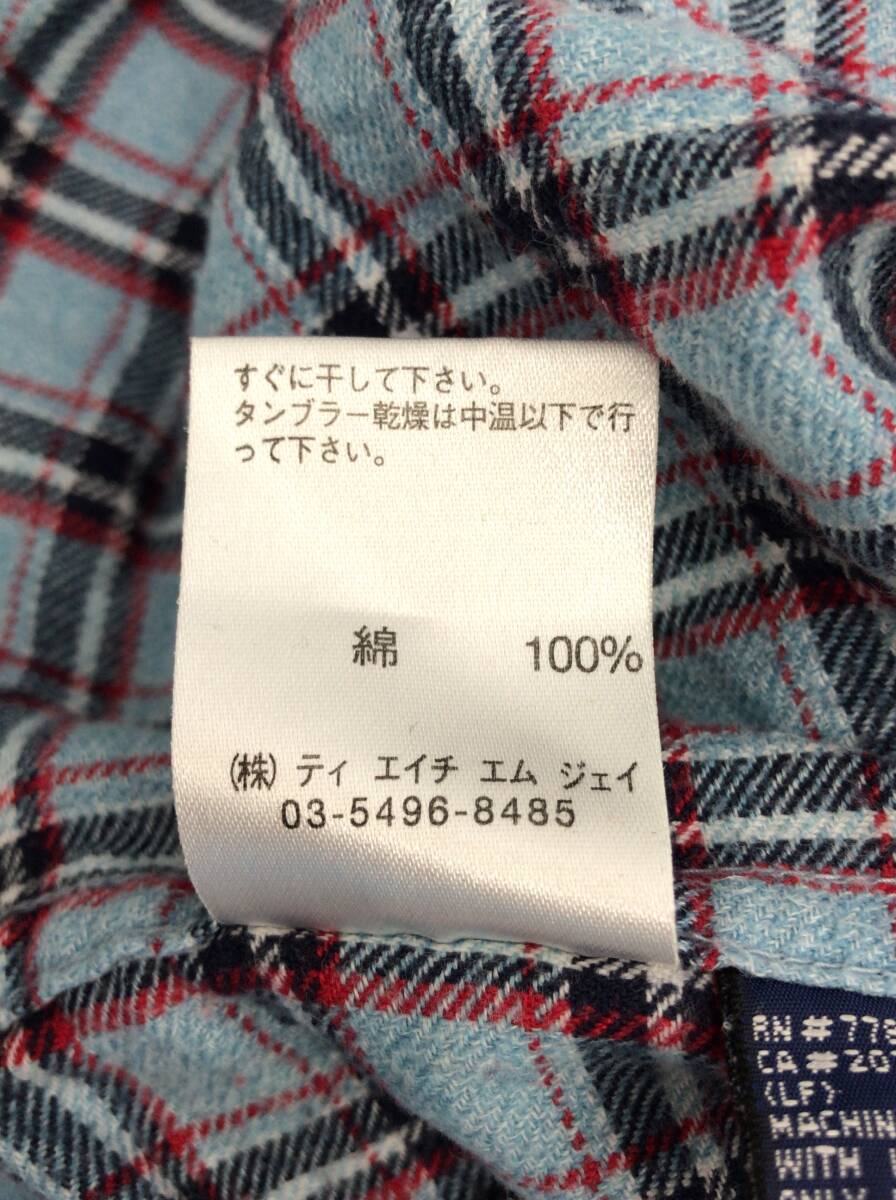 すぐに干して下さい。
タンブラー乾燥は中温以下で行
って下さい。
綿 100%
(株) ティ エイチ エム ジェイ
03-5496-8485
RN #
CA # 20
(LF)
MACHIN
WITH